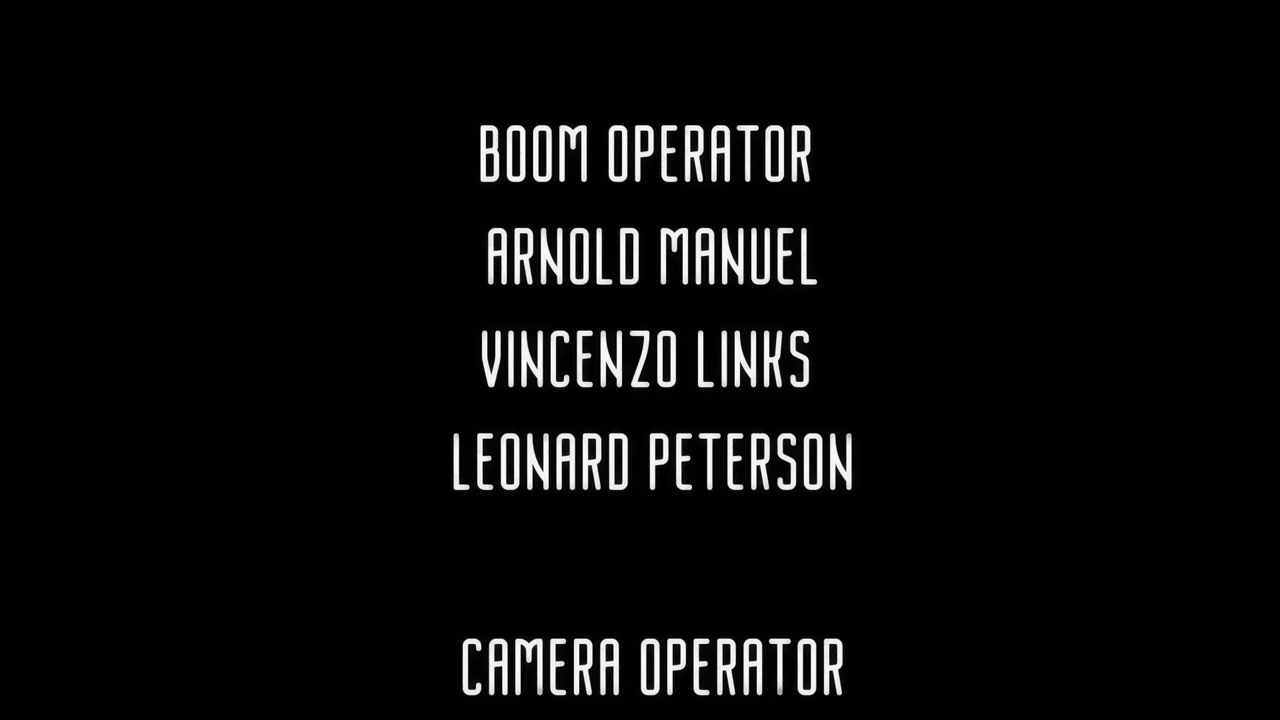 BOOM OPERATOR
ARNOLD MANUEL
VINCENZO LINKS
LEONARD PETERSON
CAMERA OPERATOR